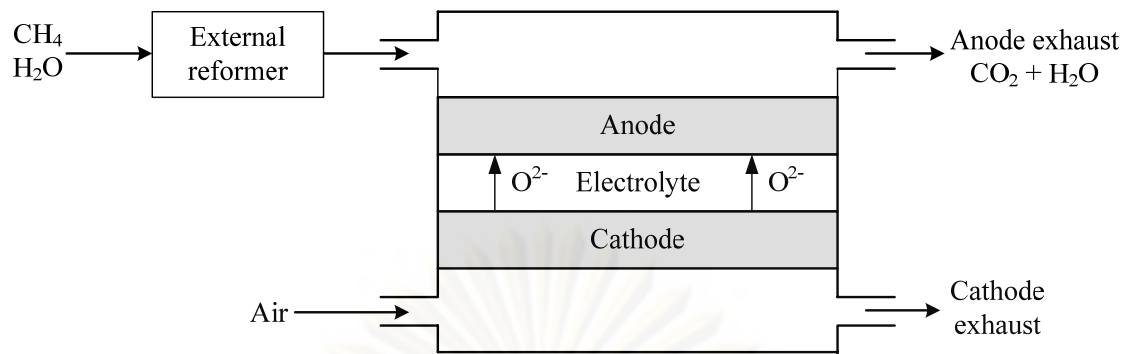 CH₄
H₂O
External
reformer
Anode exhaust
CO₂ + H₂O
Anode
O²⁻
Electrolyte
O²⁻
Cathode
Air
Cathode
exhaust